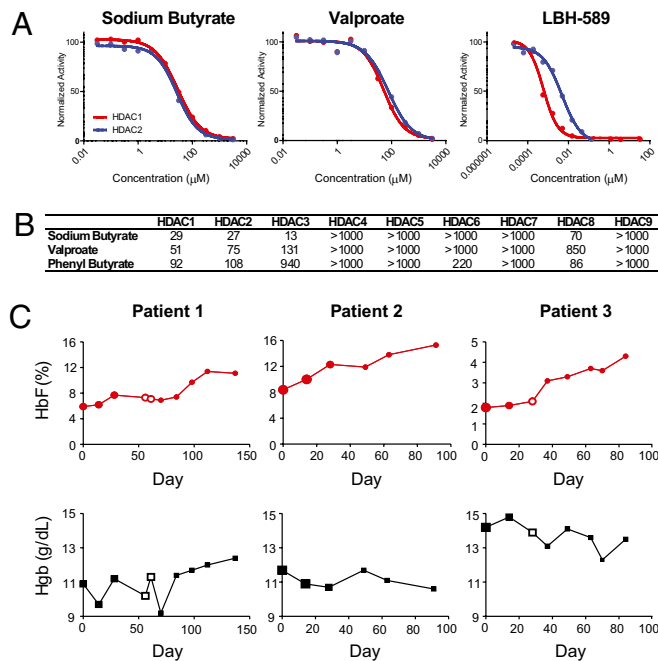 A
Sodium Butyrate Valproate LBH-589
Normalized Activity
100
50
0
HDAC1
HDAC2
0.01 1 100
Concentration (µM)
Normalized Activity
100
50
0
0.01 1 100
Concentration (µM)
Normalized Activity
100
50
0
0.000001 0.0001 0.01 1
Concentration (µM)
B
HDAC1 HDAC2 HDAC3 HDAC4 HDAC5 HDAC6 HDAC7 HDAC8 HDAC9
Sodium Butyrate 29 27 13 >1000 >1000 >1000 >1000 70 >1000
Valproate 51 75 131 >1000 >1000 >1000 >1000 850 >1000
Phenyl Butyrate 92 108 940 >1000 >1000 220 >1000 86 >1000
C
Patient 1 Patient 2 Patient 3
HbF (%)
16
12
8
4
0
0 50 100 150
Day
16
12
8
4
0
0 20 40 60 80 100
Day
5
4
3
2
1
0
0 20 40 60 80 100
Day
Hgb (g/dL)
15
13
11
9
0 50 100 150
Day
15
13
11
9
0 20 40 60 80 100
Day
15
13
11
9
0 20 40 60 80 100
Day